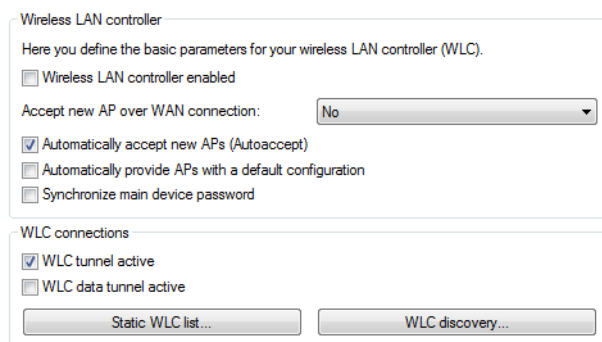 Wireless LAN controller
Here you define the basic parameters for your wireless LAN controller (WLC).
Wireless LAN controller enabled
Accept new AP over WAN connection: No
Automatically accept new APs (Autoaccept)
Automatically provide APs with a default configuration
Synchronize main device password
WLC connections
WLC tunnel active
WLC data tunnel active
Static WLC list... WLC discovery...